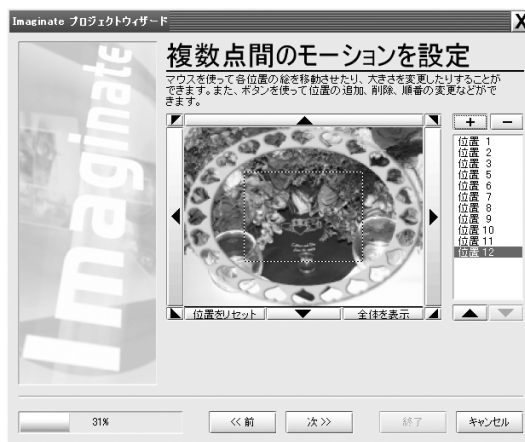 Imaginate プロジェクトウィザード
X
Imaginate
複数点間のモーションを設定
マウスを使って各位置の絵を移動させたり、大きさを変更したりすることが
できます。また、ボタンを使って位置の追加、削除、順番の変更などがで
きます。
+ −
位置 1
位置 2
位置 3
位置 5
位置 6
位置 7
位置 8
位置 9
位置 10
位置 11
位置 12
位置をリセット 全体を表示
31% << 前 次 >> 終了 キャンセル